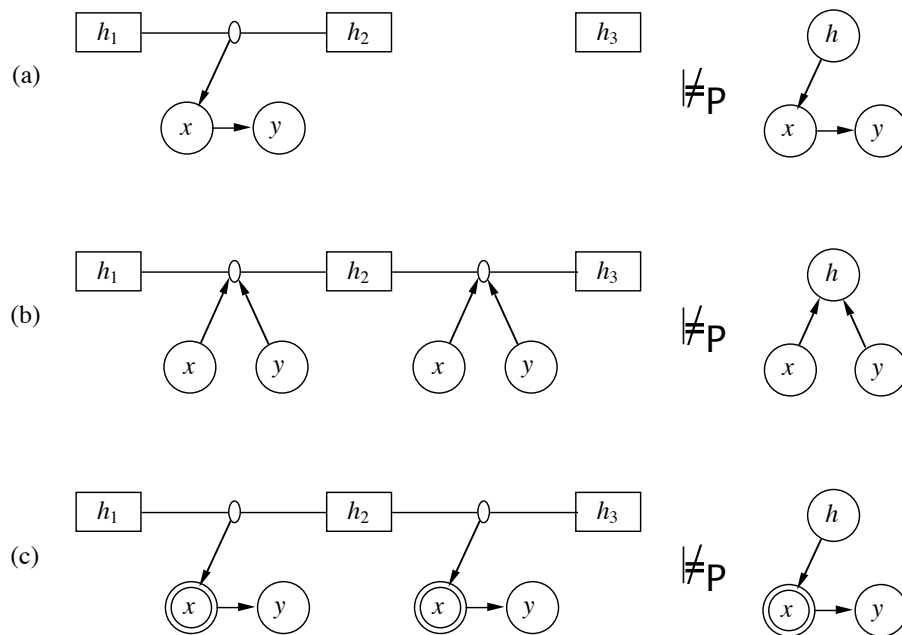 h₁ h₂ h₃ h
(a) ⊭P
x y x y
h₁ h₂ h₃ h
(b) ⊭P
x y x y x y
h₁ h₂ h₃ h
(c) ⊭P
x y x y x y